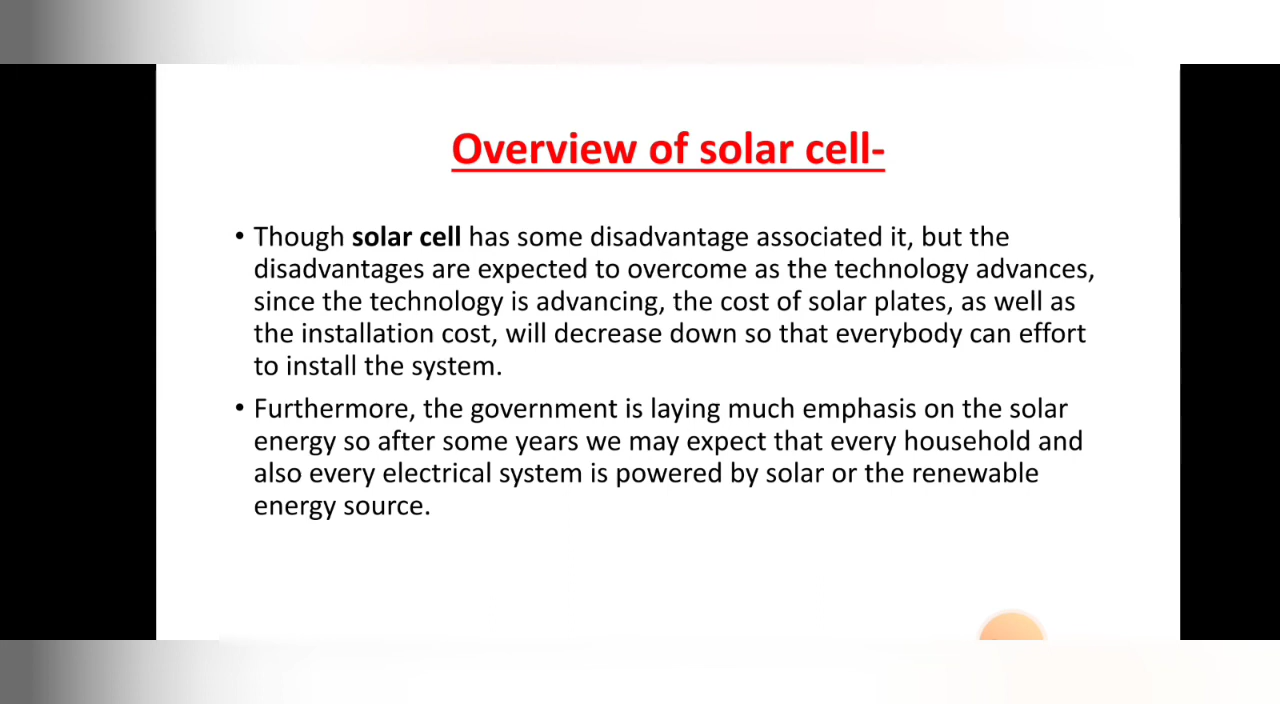 Overview of solar cell-
• Though solar cell has some disadvantage associated it, but the
disadvantages are expected to overcome as the technology advances,
since the technology is advancing, the cost of solar plates, as well as
the installation cost, will decrease down so that everybody can effort
to install the system.
• Furthermore, the government is laying much emphasis on the solar
energy so after some years we may expect that every household and
also every electrical system is powered by solar or the renewable
energy source.